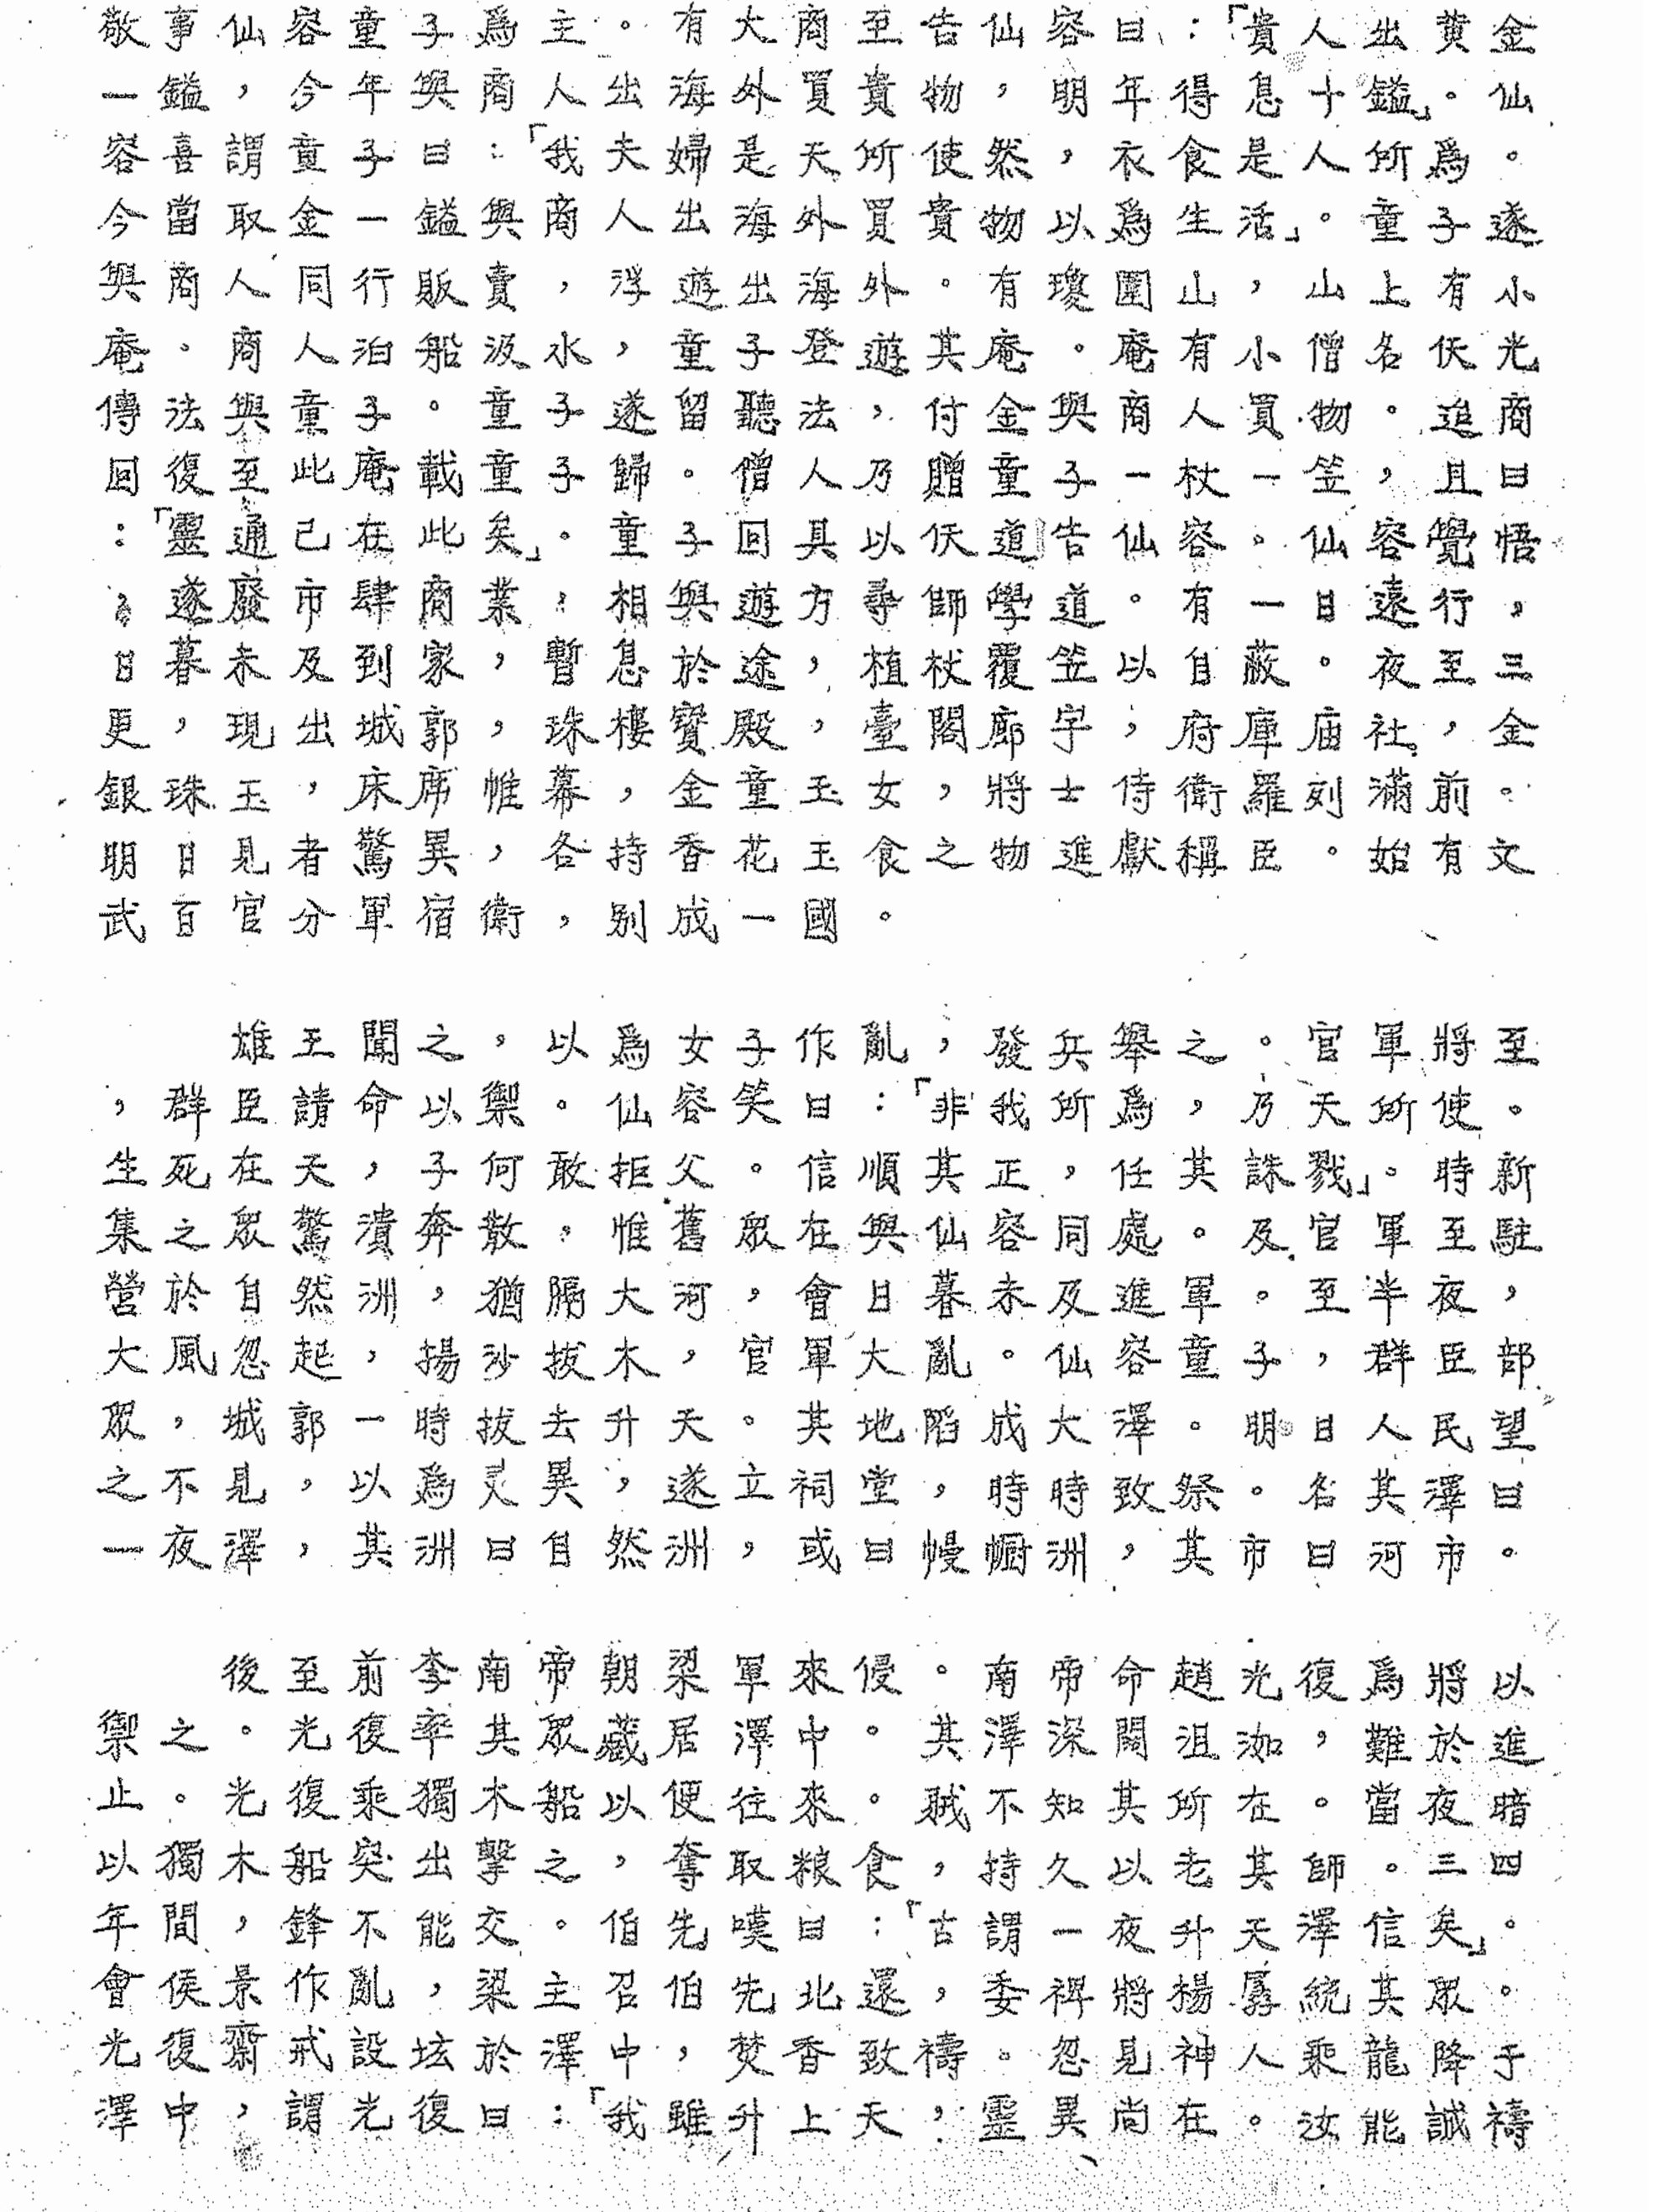 敬事仙容童子爲主。有大商至告仙容曰:「貴人出黄金
一鎰,今年與商人出海外買貴物,明年得息十鎰」。仙
容喜謂童子曰:「我夫婦是天所使然,衣食是人所爲。
今當取金一鎰與商人出海外買貴物以爲生活」。童子遂
與商人同行販賣,浮遊出海外。有瓊圍山,山上有小
庵。商人泊船汲水,童子登遊其庵。庵有小僧名仸光
傳法與童子。童子遂留聽法,付金與商人買物。迨商
回復至此庵載童子歸。僧人乃贈童子一杖一笠,且曰
:「靈通已在此矣」。童子回具以仸道告仙容。仙容覺悟
,遂廢市肆商業,相與遊方尋師學道。有一日遠行,
日暮未及到家,暫息於途,植杖覆笠以自蔽。夜至三
更,現出城郭,珠樓寳殿,臺閣廊宇,府庫庙社,金
銀珠玉,床席帷幕,金童玉女,將士侍衛羅列滿前。
明日見者驚異,各持香花玉食之物進獻稱臣。始有文
武百官分軍宿衛,别成一國。
雄王聞之,以爲女子作亂,發兵舉之。官軍將至
,群臣請命以禦。仙容笑曰:「非我所爲,乃天所使。
生死在天,子何敢拒父。信順其正,任其誅戮」。時新
集之眾驚潰奔散,惟舊眾在與仙容同處。及官軍至駐
營於自然洲,猶隔大河,會日暮未及進軍。至半夜,
大風忽起,揚沙拔木,官軍大亂。仙容童子,群臣部
眾,城郭一時拔去升天。其地陷成大澤。明日人民望
之不見,以爲灵異,遂立祠堂,時時致祭。名其澤曰
一夜澤,其洲曰自然洲,或曰幔幮洲,其市曰河市。
後至前李南帝朝梁軍來侵。南帝命趙光復爲將以
禦之。光復率其眾藏居澤中。其澤深闊沮洳,難於進
止。光復乘獨木船以便往來。賊不知其所在。當夜暗
以獨木船突出擊之,奪取粮食,持久以老其師。三四
年間,鋒不能交。伯先嘆曰:「古謂一夜升天澤信矣」。
會侯景作亂,梁主召伯先北還,委裨將楊孱統其眾。
光復齋戒設坛於澤中,焚香致禱。忽見神人乘龍降于
澤中,謂光復曰:「我雖升上天,靈異尚在。汝能誠禱